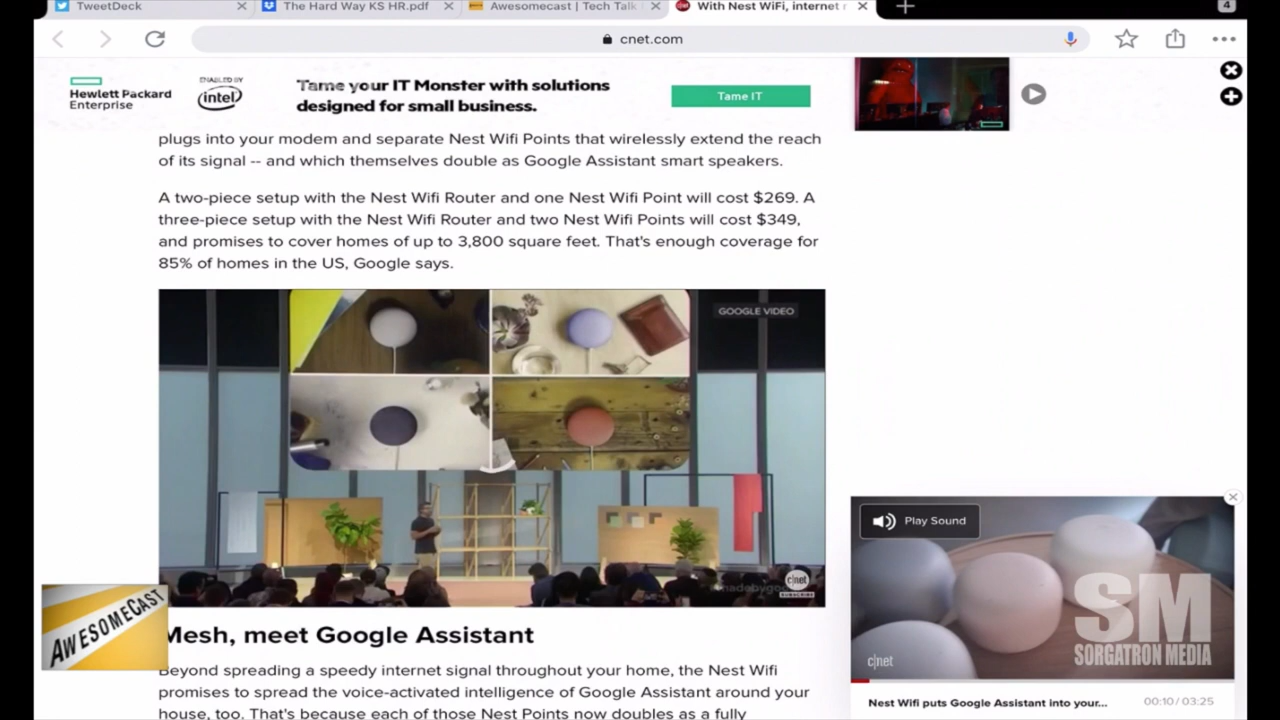 TweetDeck
The Hard Way KS HR.pdf
Awesomecast | Tech Talk
With Nest WiFi, internet r
4
cnet.com
Hewlett Packard
Enterprise
ENABLED BY
intel
Tame your IT Monster with solutions
designed for small business.
Tame IT
plugs into your modem and separate Nest Wifi Points that wirelessly extend the reach
of its signal -- and which themselves double as Google Assistant smart speakers.
A two-piece setup with the Nest Wifi Router and one Nest Wifi Point will cost $269. A
three-piece setup with the Nest Wifi Router and two Nest Wifi Points will cost $349,
and promises to cover homes of up to 3,800 square feet. That's enough coverage for
85% of homes in the US, Google says.
GOOGLE VIDEO
c|net
SUBSCRIBE
Play Sound
AWESOMECAST
SM
SORGATRON MEDIA
c|net
Mesh, meet Google Assistant
Beyond spreading a speedy internet signal throughout your home, the Nest Wifi
promises to spread the voice-activated intelligence of Google Assistant around your
house, too. That's because each of those Nest Points now doubles as a fully
Nest Wifi puts Google Assistant into your...
00:10 / 03:25